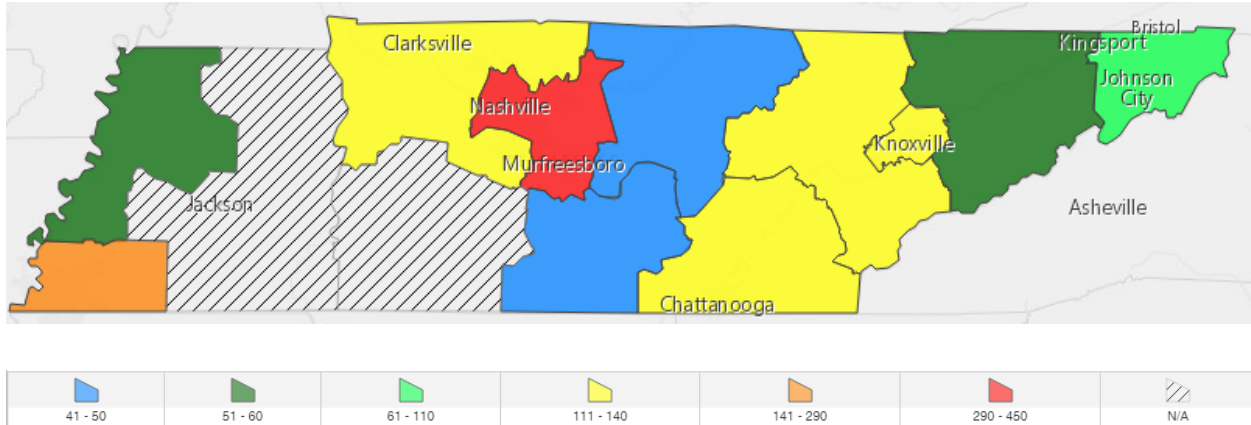 Bristol
Clarksville
Kingsport
Johnson
City
Nashville
Knoxville
Murfreesboro
Jackson
Asheville
Chattanooga
41 - 50
51 - 60
61 - 110
111 - 140
141 - 290
290 - 450
N/A